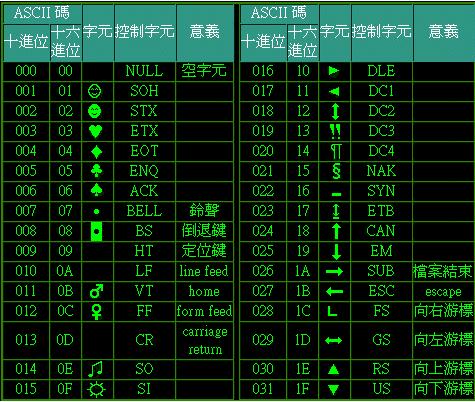 ASCII 碼 字元 控制字元 意義
十進位 十六進位
000 00 NULL 空字元
001 01 ☺ SOH
002 02 ☻ STX
003 03 ♥ ETX
004 04 ♦ EOT
005 05 ♣ ENQ
006 06 ♠ ACK
007 07 • BELL 鈴聲
008 08 ◘ BS 倒退鍵
009 09 HT 定位鍵
010 0A LF line feed
011 0B ♂ VT home
012 0C ♀ FF form feed
013 0D CR carriage return
014 0E ♫ SO
015 0F ☼ SI
ASCII 碼 字元 控制字元 意義
十進位 十六進位
016 10 ► DLE
017 11 ◄ DC1
018 12 ↕ DC2
019 13 ‼ DC3
020 14 ¶ DC4
021 15 § NAK
022 16 ▬ SYN
023 17 ↨ ETB
024 18 ↑ CAN
025 19 ↓ EM
026 1A → SUB 檔案結束
027 1B ← ESC escape
028 1C ∟ FS 向右游標
029 1D ↔ GS 向左游標
030 1E ▲ RS 向上游標
031 1F ▼ US 向下游標